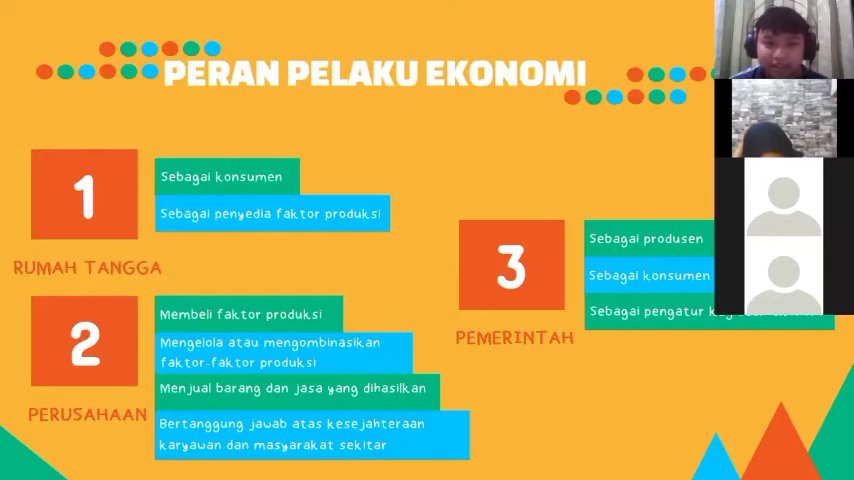 PERAN PELAKU EKONOMI
1
Sebagai konsumen
Sebagai penyedia faktor produksi
RUMAH TANGGA
2
Membeli faktor produksi
Mengelola atau mengombinasikan
faktor-faktor produksi
Menjual barang dan jasa yang dihasilkan
Bertanggung jawab atas kesejahteraan
karyawan dan masyarakat sekitar
PERUSAHAAN
3
Sebagai produsen
Sebagai konsumen
Sebagai pengatur
PEMERINTAH